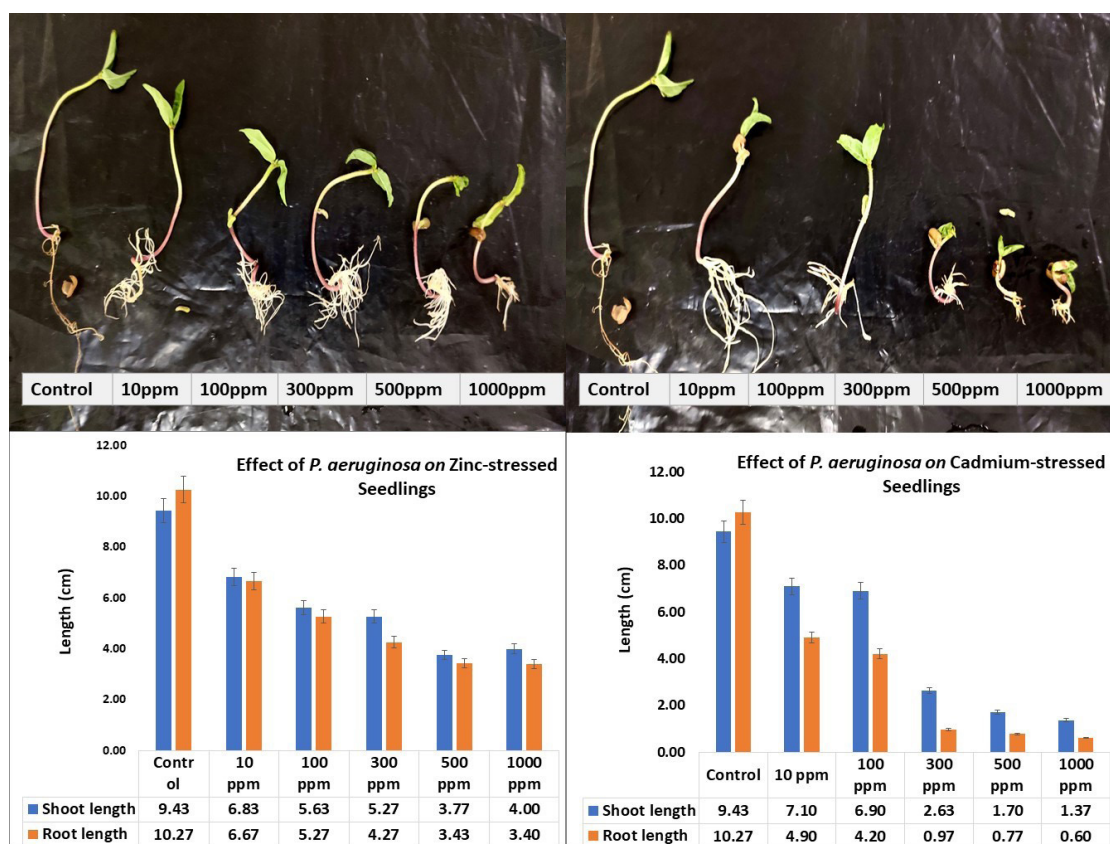 Control 10ppm 100ppm 300ppm 500ppm 1000ppm
Control 10ppm 100ppm 300ppm 500ppm 1000ppm
Effect of P. aeruginosa on Zinc-stressed
Seedlings
Length (cm)
12.00
10.00
8.00
6.00
4.00
2.00
0.00
Contr
ol
10
ppm
100
ppm
300
ppm
500
ppm
1000
ppm
Shoot length 9.43 6.83 5.63 5.27 3.77 4.00
Root length 10.27 6.67 5.27 4.27 3.43 3.40
Effect of P. aeruginosa on Cadmium-stressed
Seedlings
Length (cm)
12.00
10.00
8.00
6.00
4.00
2.00
0.00
Control
10 ppm
100
ppm
300
ppm
500
ppm
1000
ppm
Shoot length 9.43 7.10 6.90 2.63 1.70 1.37
Root length 10.27 4.90 4.20 0.97 0.77 0.60